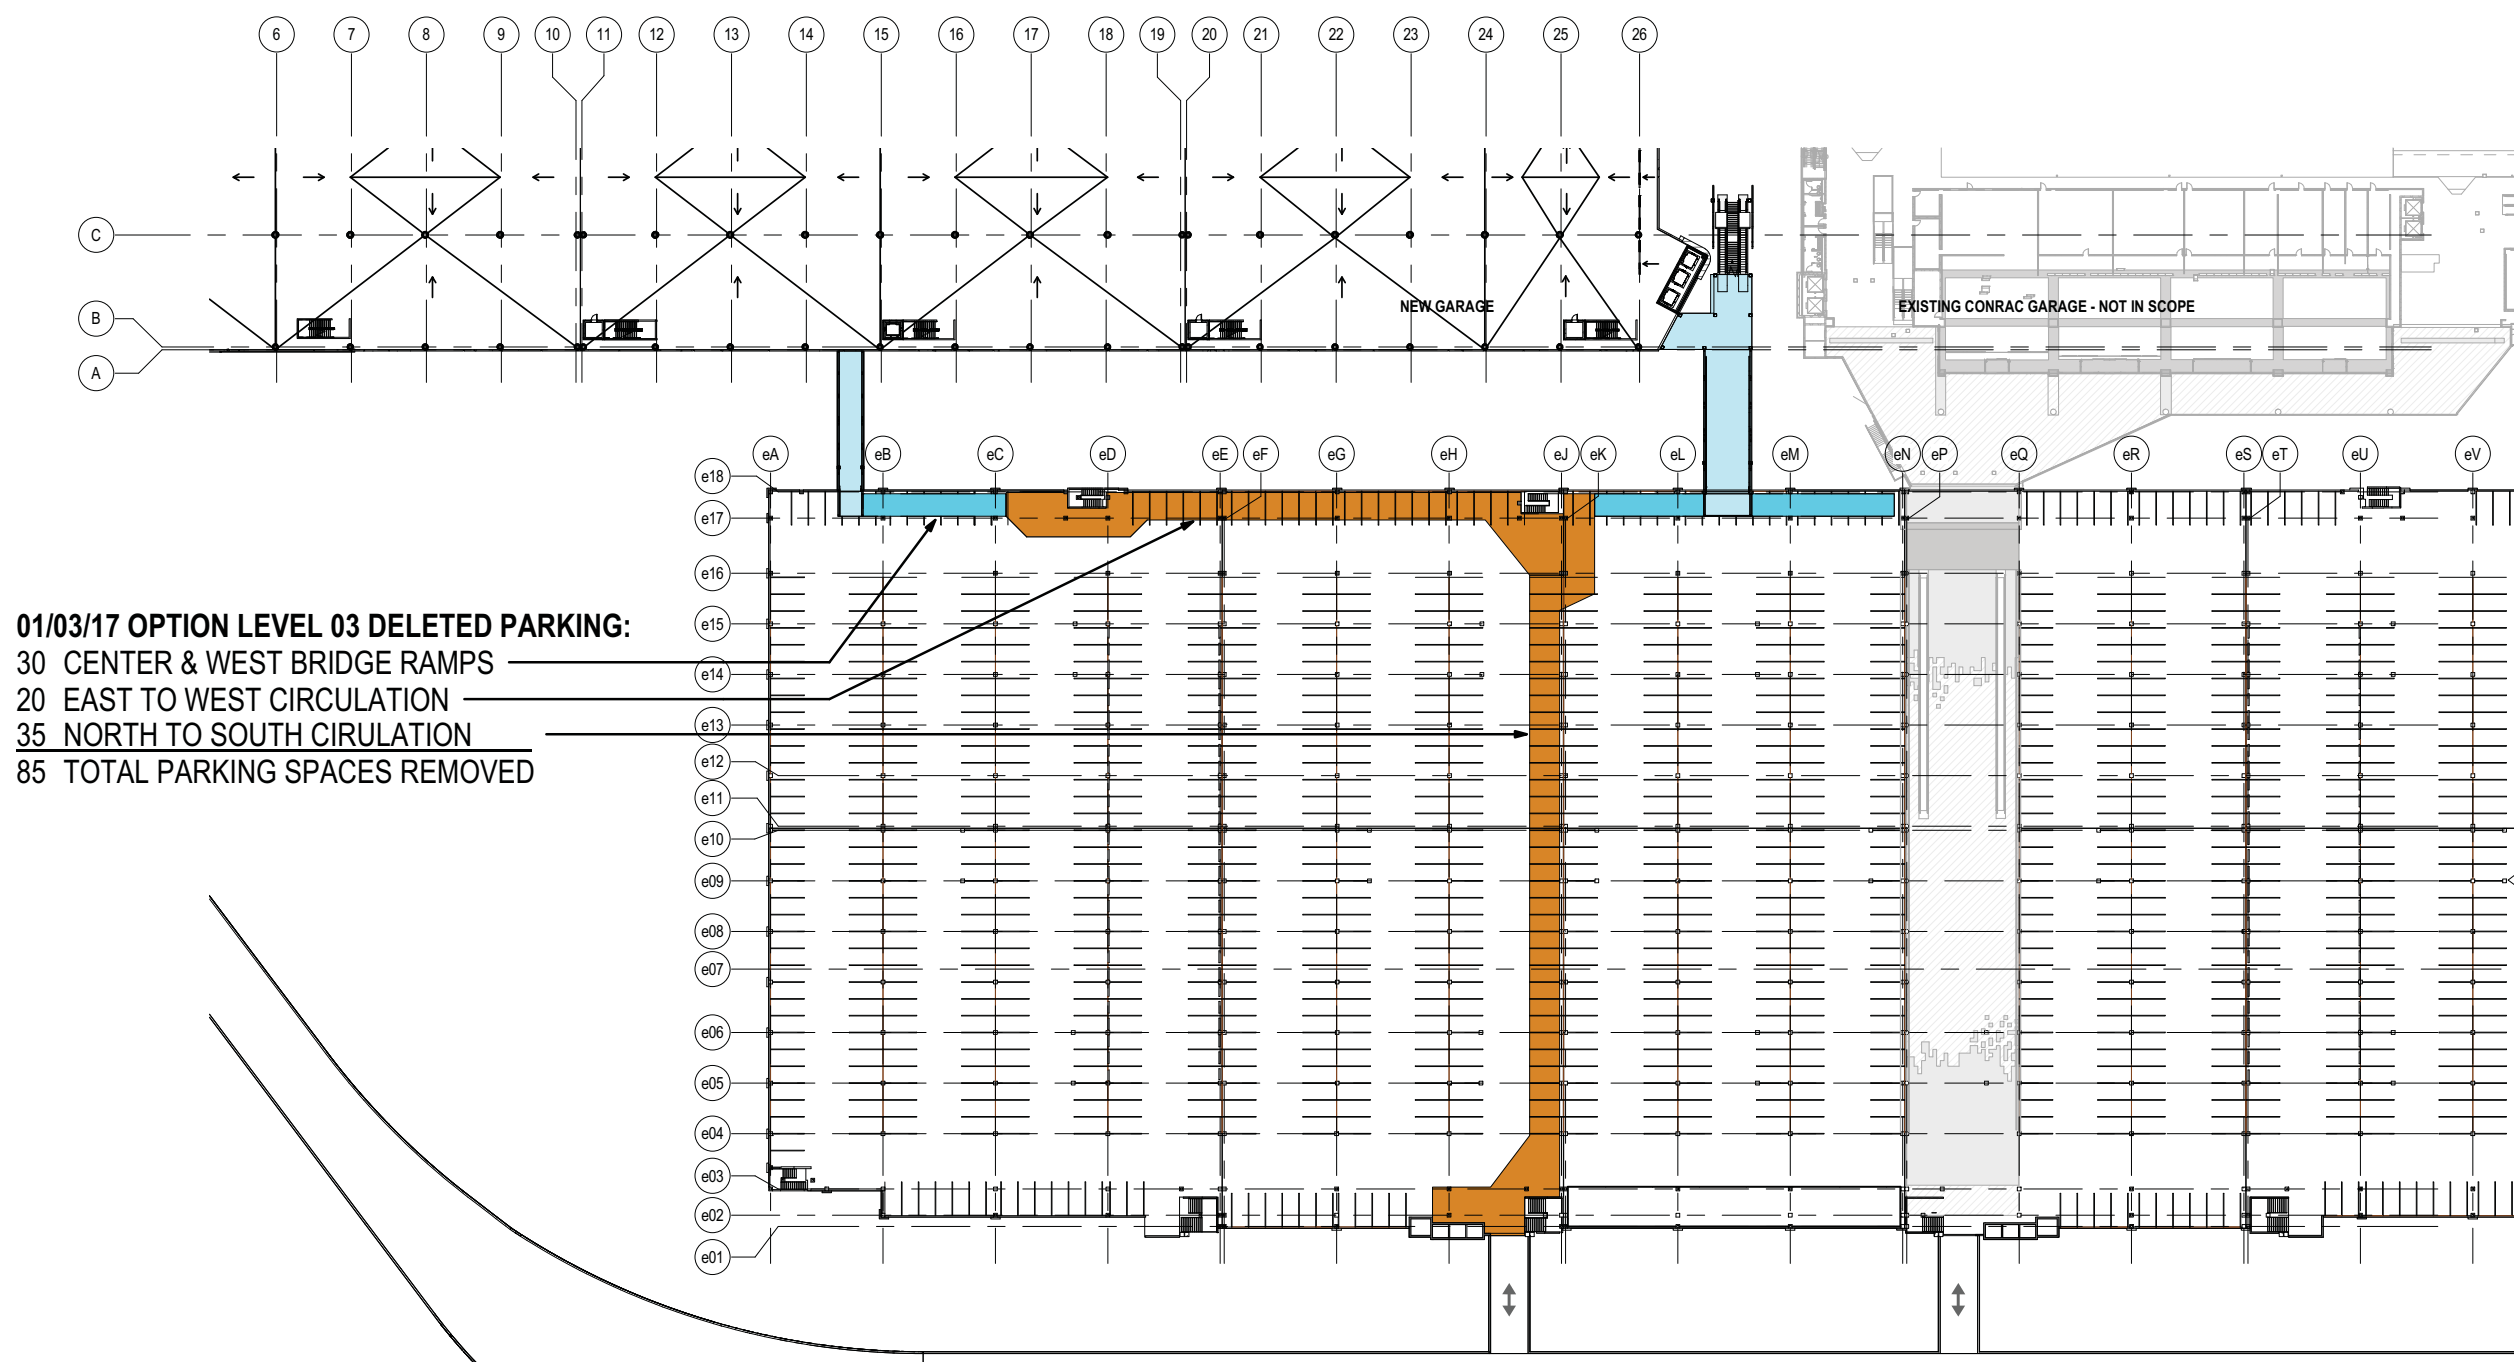 6 7 8 9 10 11 12 13 14 15 16 17 18 19 20 21 22 23 24 25 26
C
B
A
NEW GARAGE
EXISTING CONRAC GARAGE - NOT IN SCOPE
eA eB eC eD eE eF eG eH eJ eK eL eM eN eP eQ eR eS eT eU eV
e18
e17
e16
e15
e14
e13
e12
e11
e10
e09
e08
e07
e06
e05
e04
e03
e02
e01
01/03/17 OPTION LEVEL 03 DELETED PARKING:
30 CENTER & WEST BRIDGE RAMPS
20 EAST TO WEST CIRCULATION
35 NORTH TO SOUTH CIRULATION
85 TOTAL PARKING SPACES REMOVED